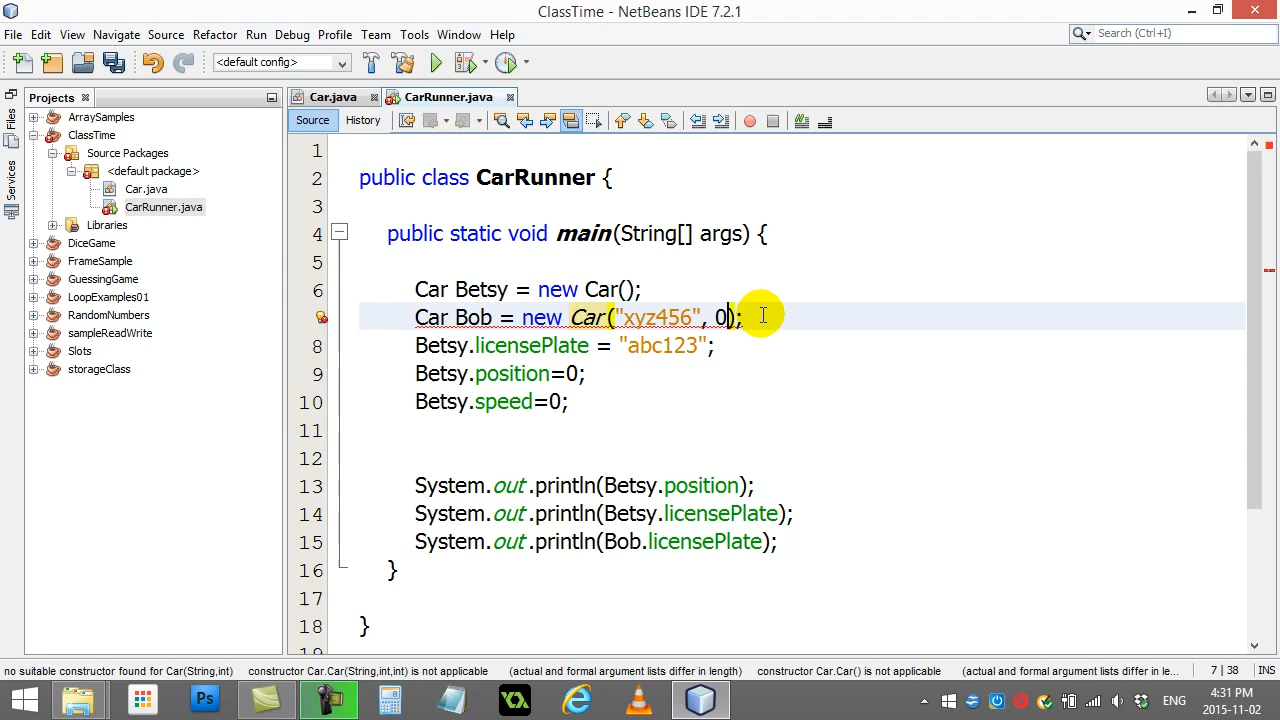 ClassTime - NetBeans IDE 7.2.1
File Edit View Navigate Source Refactor Run Debug Profile Team Tools Window Help
Search (Ctrl+I)
<default config>
Projects
Car.java
CarRunner.java
Source
History
Files
Services
ArraySamples
ClassTime
Source Packages
<default package>
Car.java
CarRunner.java
Libraries
DiceGame
FrameSample
GuessingGame
LoopExamples01
RandomNumbers
sampleReadWrite
Slots
storageClass
1
2 public class CarRunner {
3
4 public static void main(String[] args) {
5
6 Car Betsy = new Car();
Car Bob = new Car("xyz456", 0);
8 Betsy.licensePlate = "abc123";
9 Betsy.position=0;
10 Betsy.speed=0;
11
12
13 System.out.println(Betsy.position);
14 System.out.println(Betsy.licensePlate);
15 System.out.println(Bob.licensePlate);
16 }
17
18 }
19
no suitable constructor found for Car(String,int) constructor Car.Car(String,int,int) is not applicable (actual and formal argument lists differ in length) constructor Car.Car() is not applicable (actual and formal argument lists differ in le...
7 | 38 INS
Ps
ENG
4:31 PM
2015-11-02